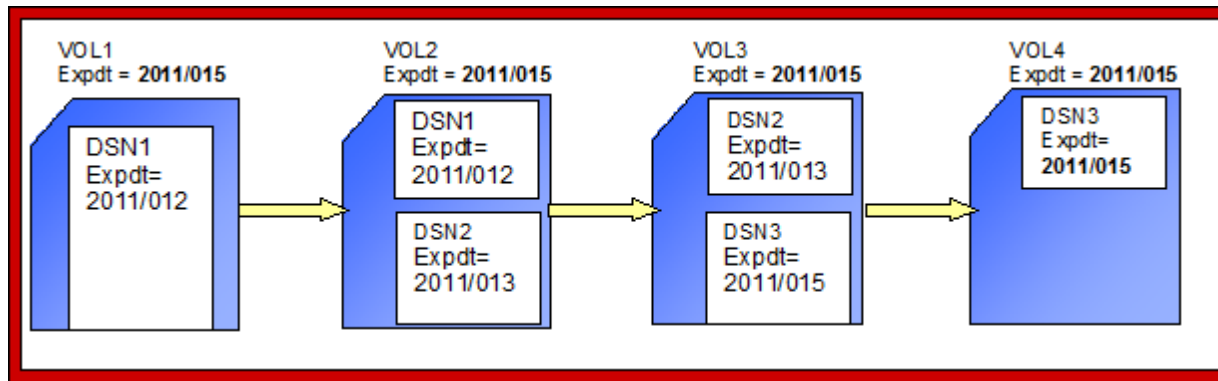 VOL1
Expdt = 2011/015
DSN1
Expdt=
2011/012
VOL2
Expdt = 2011/015
DSN1
Expdt=
2011/012
DSN2
Expdt=
2011/013
VOL3
Expdt = 2011/015
DSN2
Expdt=
2011/013
DSN3
Expdt=
2011/015
VOL4
Expdt = 2011/015
DSN3
Expdt=
2011/015